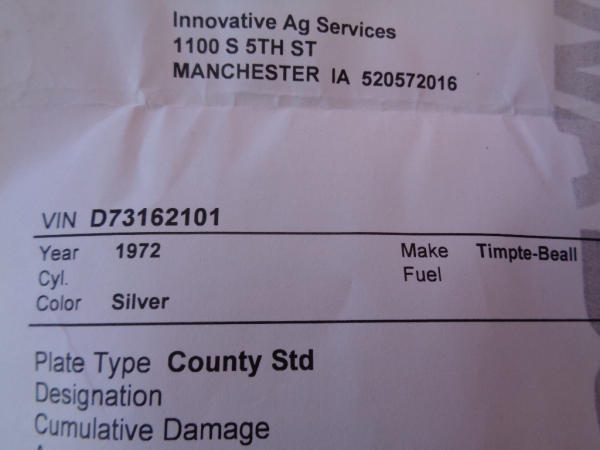 Innovative Ag Services
1100 S 5TH ST
MANCHESTER IA 520572016
VIN D73162101
Year 1972 Make Timpte-Beall
Cyl. Fuel
Color Silver
Plate Type County Std
Designation
Cumulative Damage